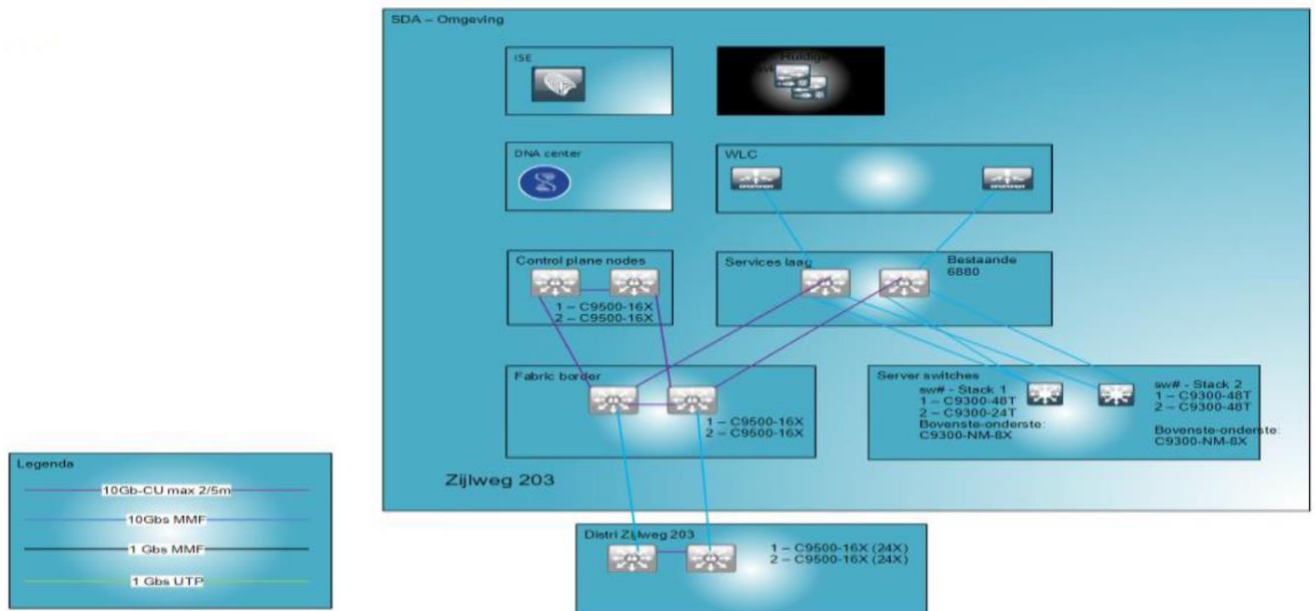 SDA – Omgeving
ISE
Huidige
DNA center
WLC
Control plane nodes
1 – C9500-16X
2 – C9500-16X
Services laag
Bestaande
6880
Fabric border
1 – C9500-16X
2 – C9500-16X
Server switches
sw# - Stack 1
1 – C9300-48T
2 – C9300-24T
Bovenste-onderste:
C9300-NM-8X
sw# - Stack 2
1 – C9300-48T
2 – C9300-48T
Bovenste-onderste:
C9300-NM-8X
Zijlweg 203
Legenda
10Gb-CU max 2/5m
10Gbs MMF
1 Gbs MMF
1 Gbs UTP
Distri Zijlweg 203
1 – C9500-16X (24X)
2 – C9500-16X (24X)